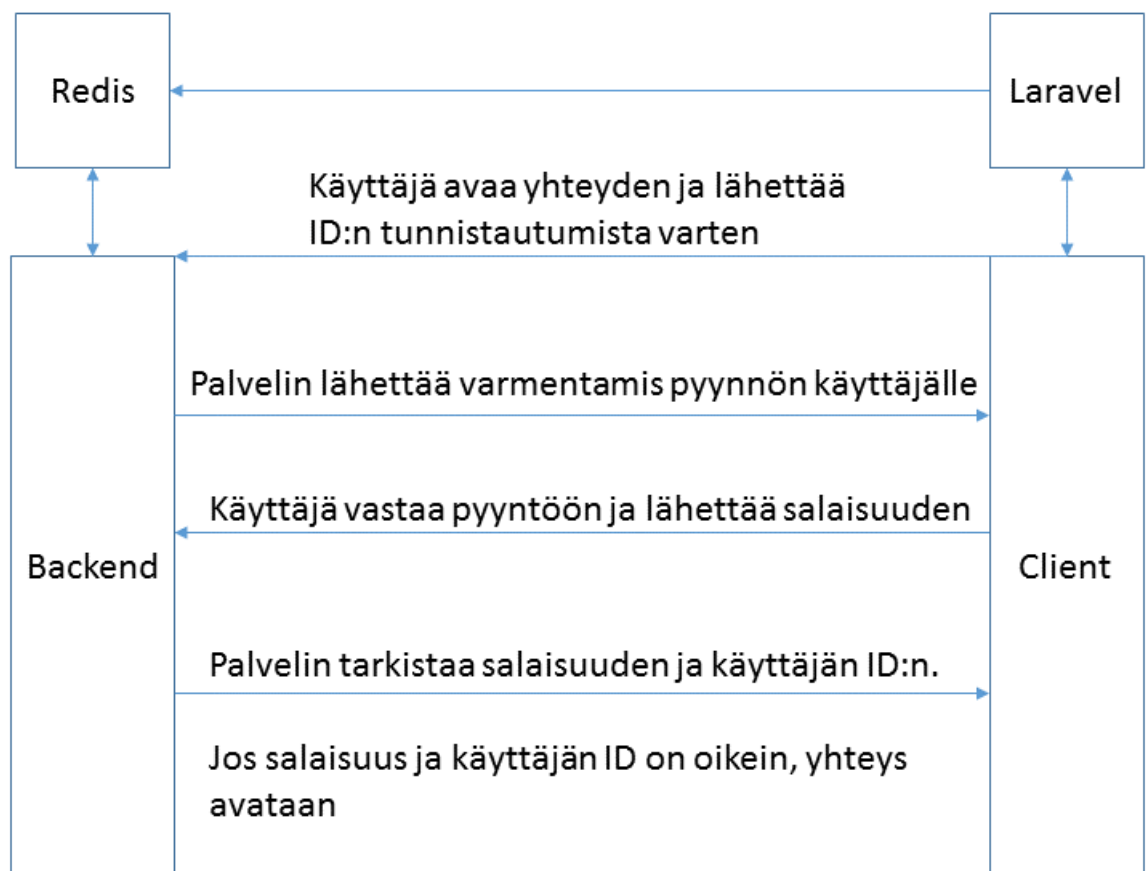 Redis
Laravel
Käyttäjä avaa yhteyden ja lähettää
ID:n tunnistautumista varten
Palvelin lähettää varmentamis pyynnön käyttäjälle
Käyttäjä vastaa pyyntöön ja lähettää salaisuuden
Backend
Client
Palvelin tarkistaa salaisuuden ja käyttäjän ID:n.
Jos salaisuus ja käyttäjän ID on oikein, yhteys
avataan